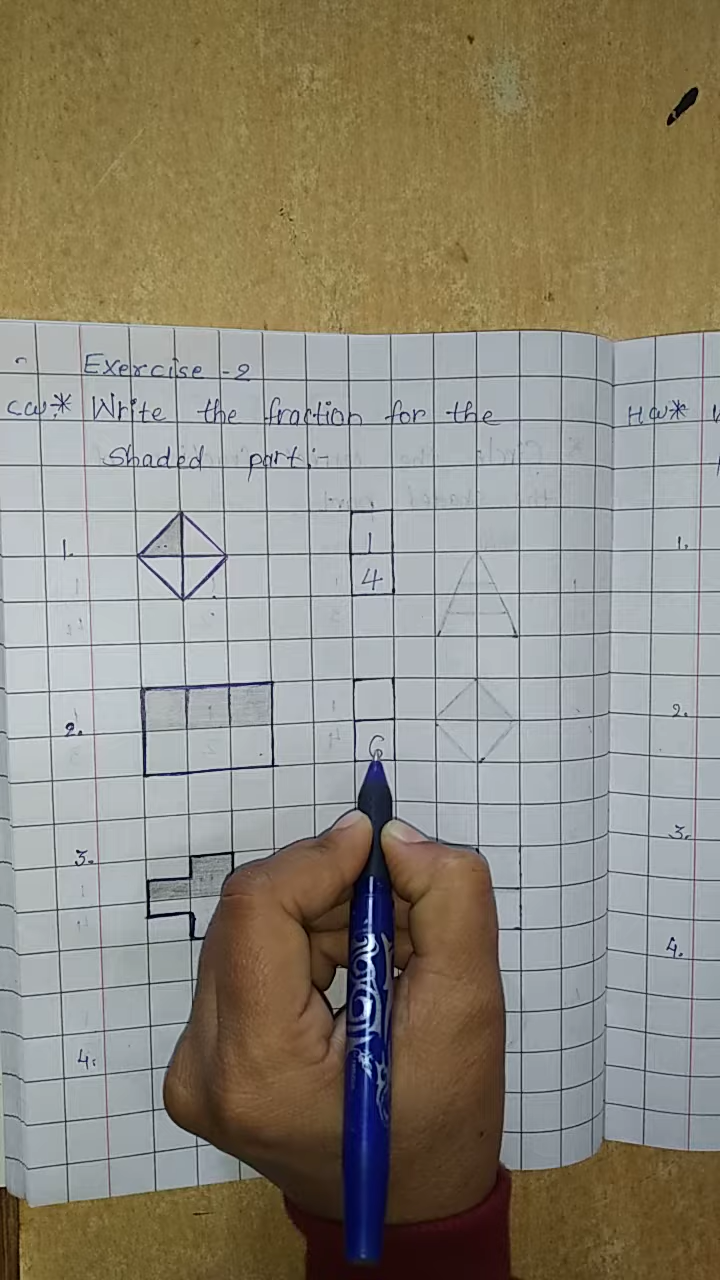 Exercise - 2
CW* Write the fraction for the
Shaded part:-
1.
1
4
2.
6
3.
4.
HW*
1.
2.
3.
4.